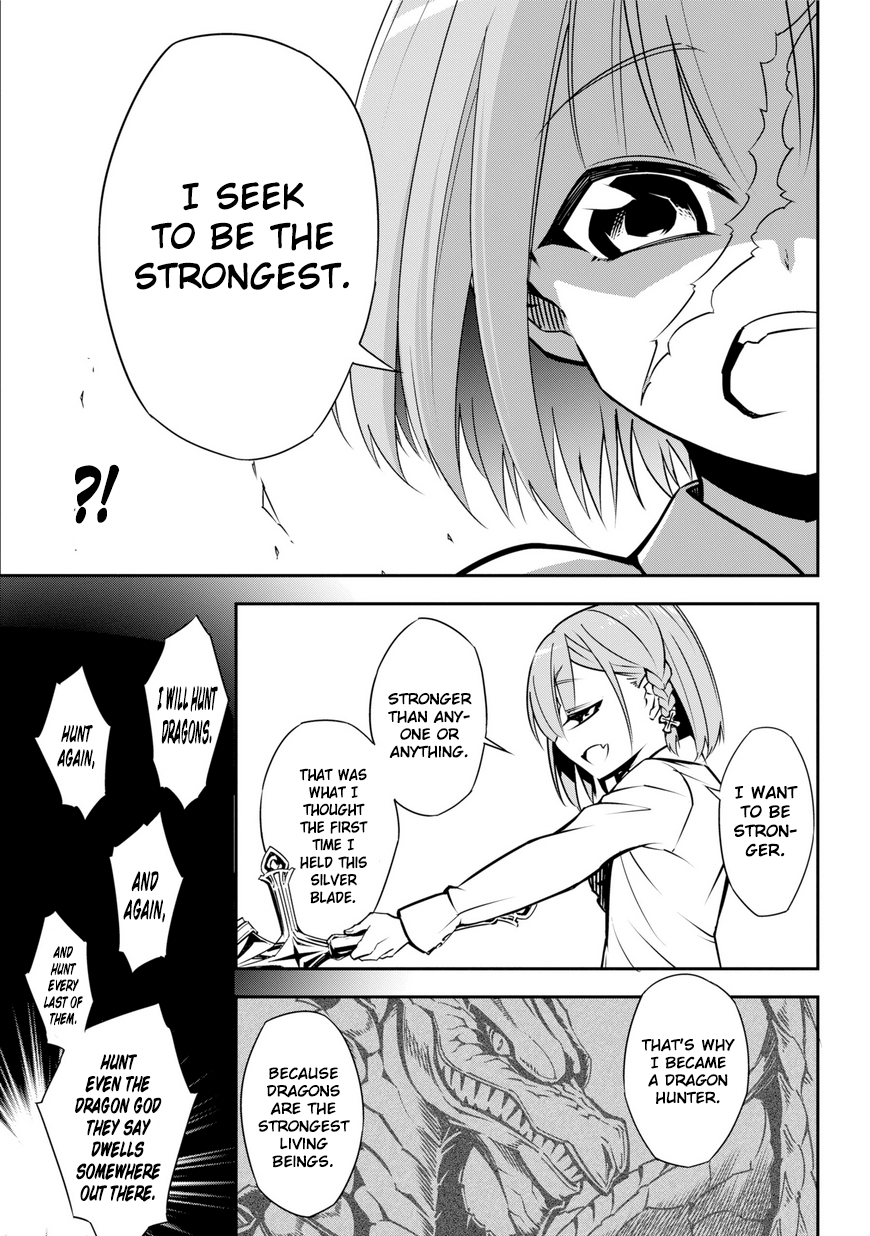 I SEEK
TO BE THE
STRONGEST.
?!
I WANT
TO BE
STRON-
GER.
STRONGER
THAN ANY-
ONE OR
ANYTHING.
THAT WAS
WHAT I
THOUGHT
THE FIRST
TIME I
HELD THIS
SILVER
BLADE.
THAT'S WHY
I BECAME
A DRAGON
HUNTER.
BECAUSE
DRAGONS
ARE THE
STRONGEST
LIVING
BEINGS.
I WILL HUNT
DRAGONS.
HUNT
AGAIN,
AND
AGAIN,
AND
HUNT
EVERY
LAST OF
THEM.
HUNT
EVEN THE
DRAGON GOD
THEY SAY
DWELLS
SOMEWHERE
OUT THERE.